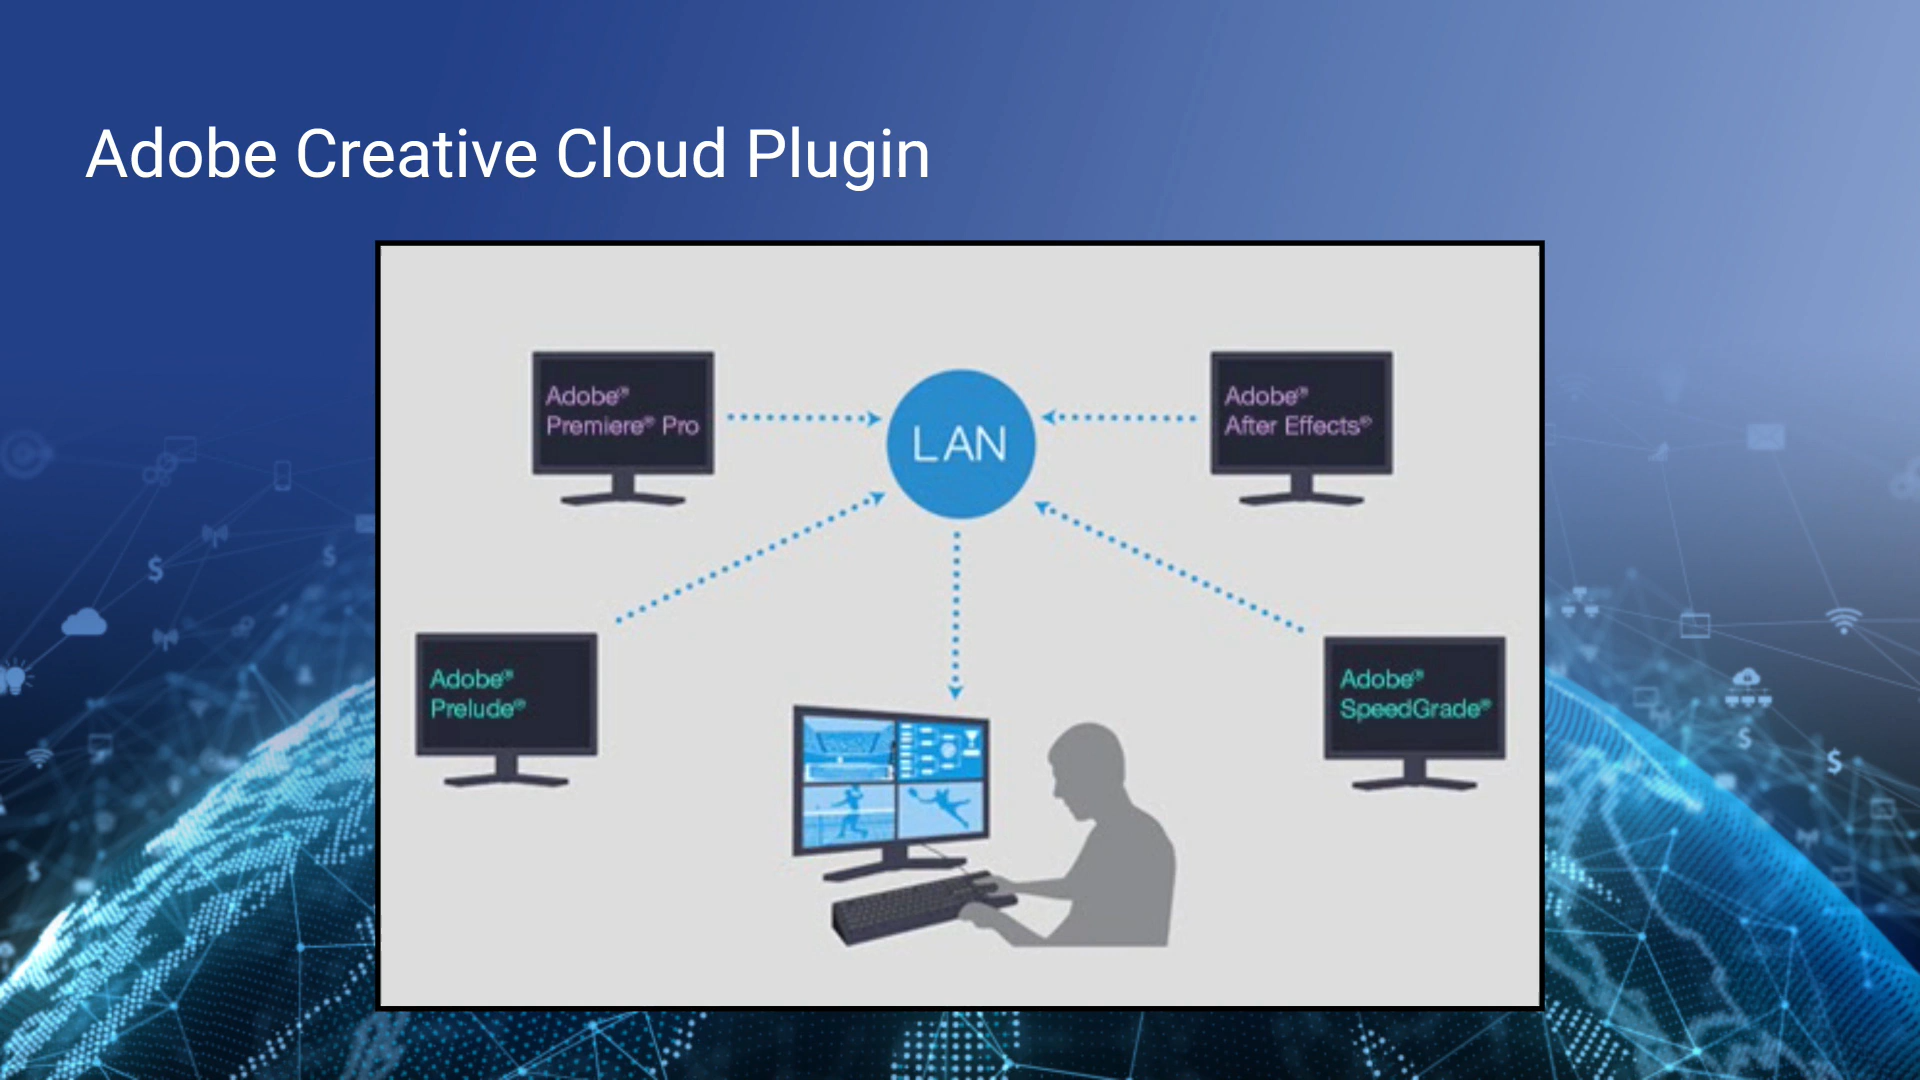 Adobe Creative Cloud Plugin
Adobe®
Premiere® Pro
LAN
Adobe®
After Effects®
Adobe®
Prelude®
Adobe®
SpeedGrade®